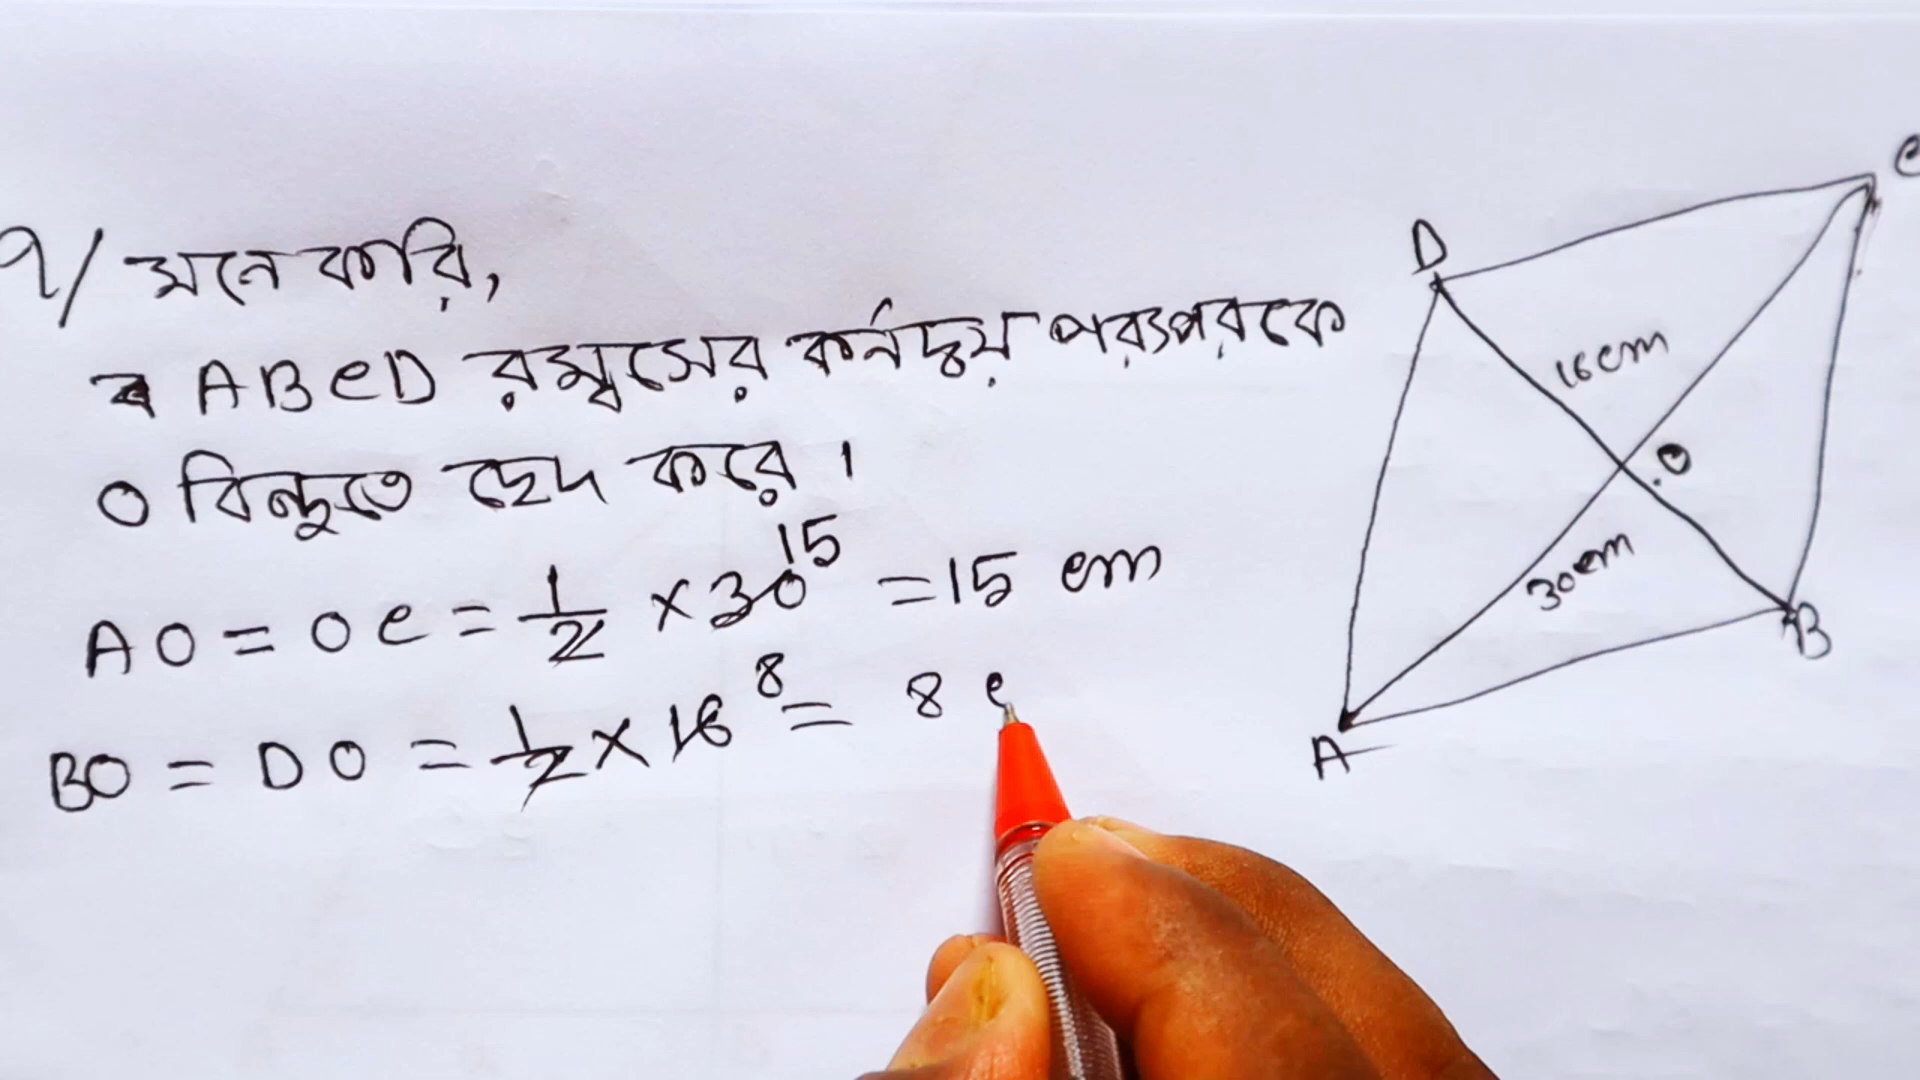 ৭/ মনে করি,
ABCD রম্বসের কর্নদ্বয় পরস্পরকে
O বিন্দুতে ছেদ করে।
AO = OC = 1/2 × 30 15 = 15 cm
BO = DO = 1/2 × 16 8 = 8 c
D
C
16cm
O
30cm
B
A